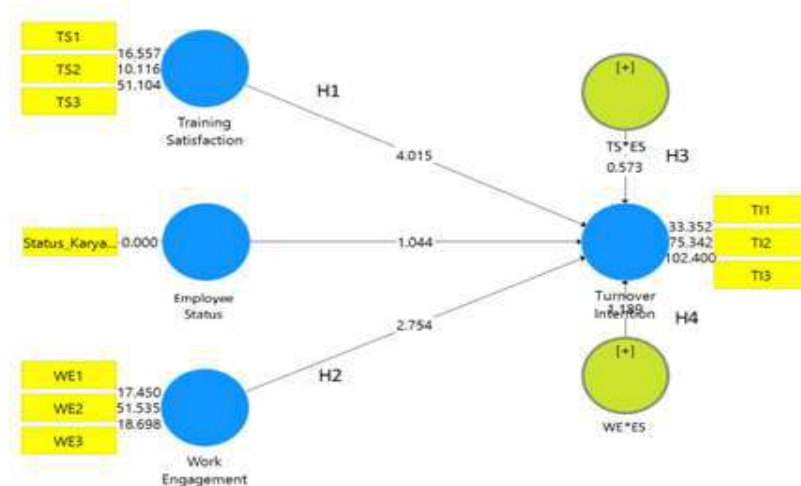 TS1
16.557
TS2
10.116
TS3
51.104
Training
Satisfaction
H1
4.015
[+]
TS*ES
0.573
H3
Status_Karya...
0.000
Employee
Status
1.044
33.352
75.342
102.400
TI1
TI2
TI3
Turnover
Intention
1.189
H4
2.754
H2
WE1
17.450
WE2
51.535
WE3
18.698
Work
Engagement
[+]
WE*ES